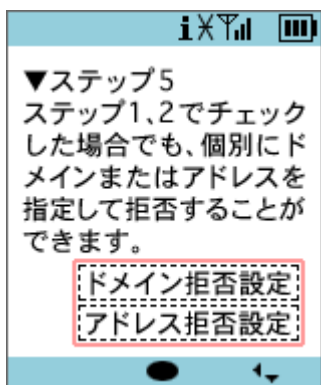 ▼ステップ5
ステップ1、2でチェック
した場合でも、個別にド
メインまたはアドレスを
指定して拒否することが
できます。
ドメイン拒否設定
アドレス拒否設定